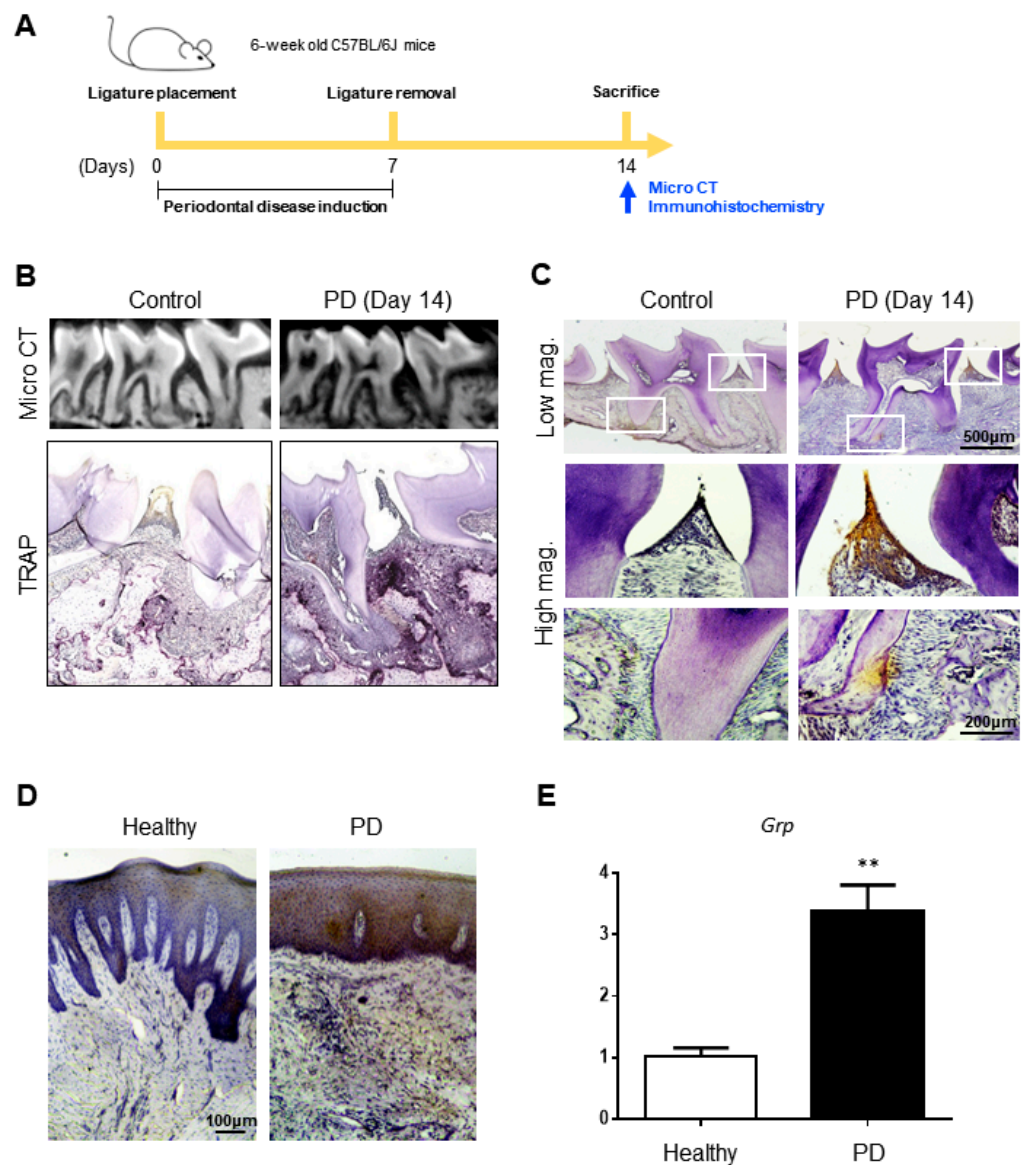 A
6-week old C57BL/6J mice
Ligature placement
Ligature removal
Sacrifice
(Days)
0
7
14
Periodontal disease induction
Micro CT
Immunohistochemistry
B
Control
PD (Day 14)
Micro CT
TRAP
C
Control
PD (Day 14)
Low mag.
500μm
High mag.
200μm
D
Healthy
PD
100μm
E
Grp
**
4
3
2
1
0
Healthy
PD